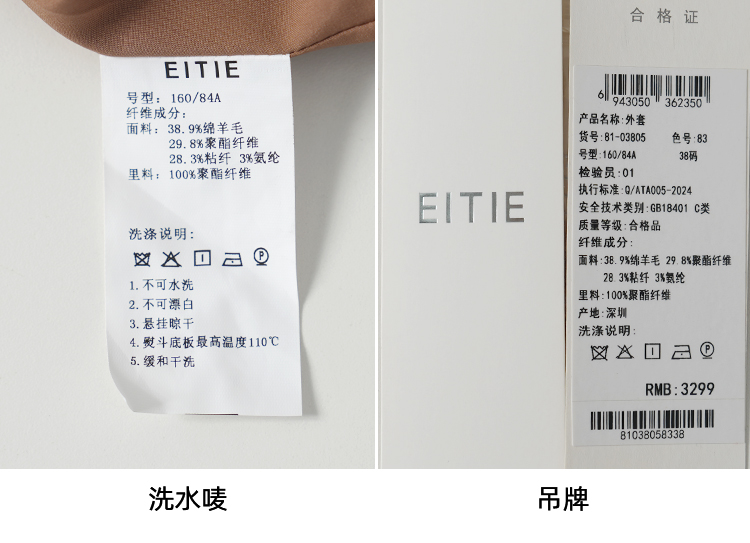 EITIE
号型：160/84A
纤维成分：
面料：38.9%绵羊毛
29.8%聚酯纤维
28.3%粘纤 3%氨纶
里料：100%聚酯纤维
洗涤说明：
P
1.不可水洗
2.不可漂白
3.悬挂晾干
4.熨斗底板最高温度110℃
5.缓和干洗
洗水唛
EITIE
合格证
6 943050 362350
产品名称:外套
货号:81-03805 色号:83
号型:160/84A 38码
检验员:01
执行标准:Q/ATA005-2024
安全技术类别:GB18401 C类
质量等级:合格品
纤维成分:
面料:38.9%绵羊毛 29.8%聚酯纤维
28.3%粘纤 3%氨纶
里料:100%聚酯纤维
产地:深圳
洗涤说明:
P
RMB:3299
81038058338
吊牌